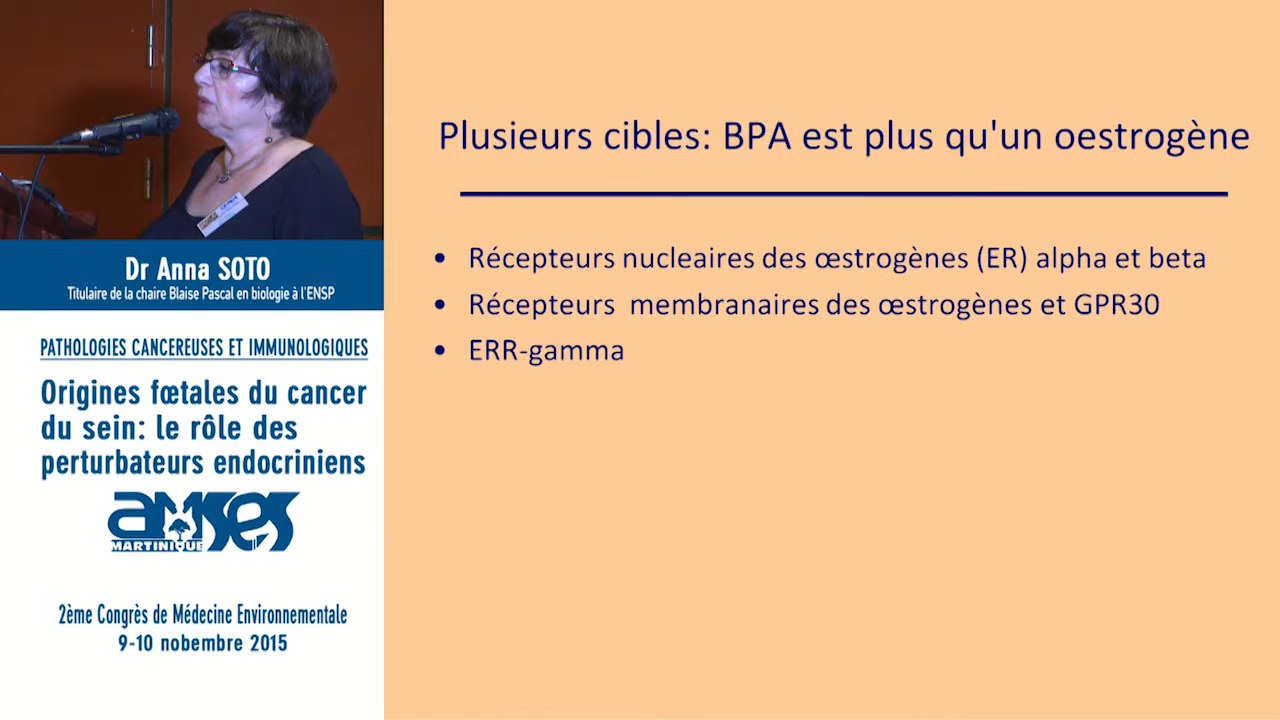 Dr Anna SOTO
Titulaire de la chaire Blaise Pascal en biologie à l'ENSP
PATHOLOGIES CANCEREUSES ET IMMUNOLOGIQUES
Origines fœtales du cancer
du sein: le rôle des
perturbateurs endocriniens
amses
MARTINIQUE
2ème Congrès de Médecine Environnementale
9-10 nobembre 2015
Plusieurs cibles: BPA est plus qu'un oestrogène
• Récepteurs nucleaires des œstrogènes (ER) alpha et beta
• Récepteurs membranaires des œstrogènes et GPR30
• ERR-gamma